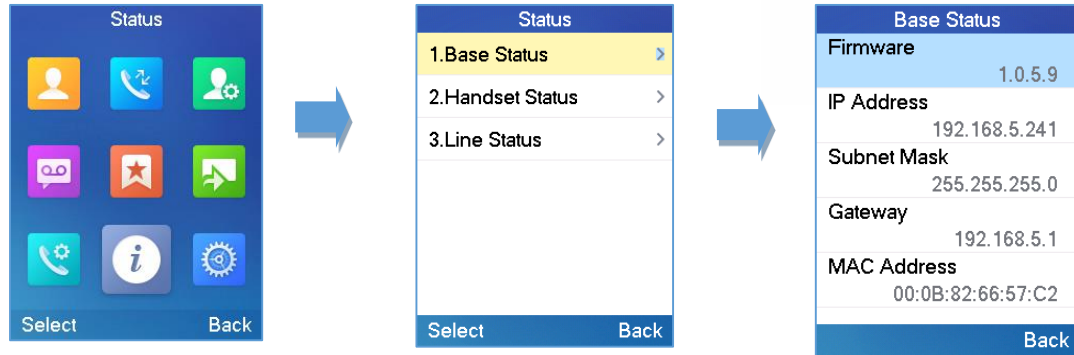 Status
Select Back
Status
1.Base Status
2.Handset Status
3.Line Status
Select Back
Base Status
Firmware
1.0.5.9
IP Address
192.168.5.241
Subnet Mask
255.255.255.0
Gateway
192.168.5.1
MAC Address
00:0B:82:66:57:C2
Back